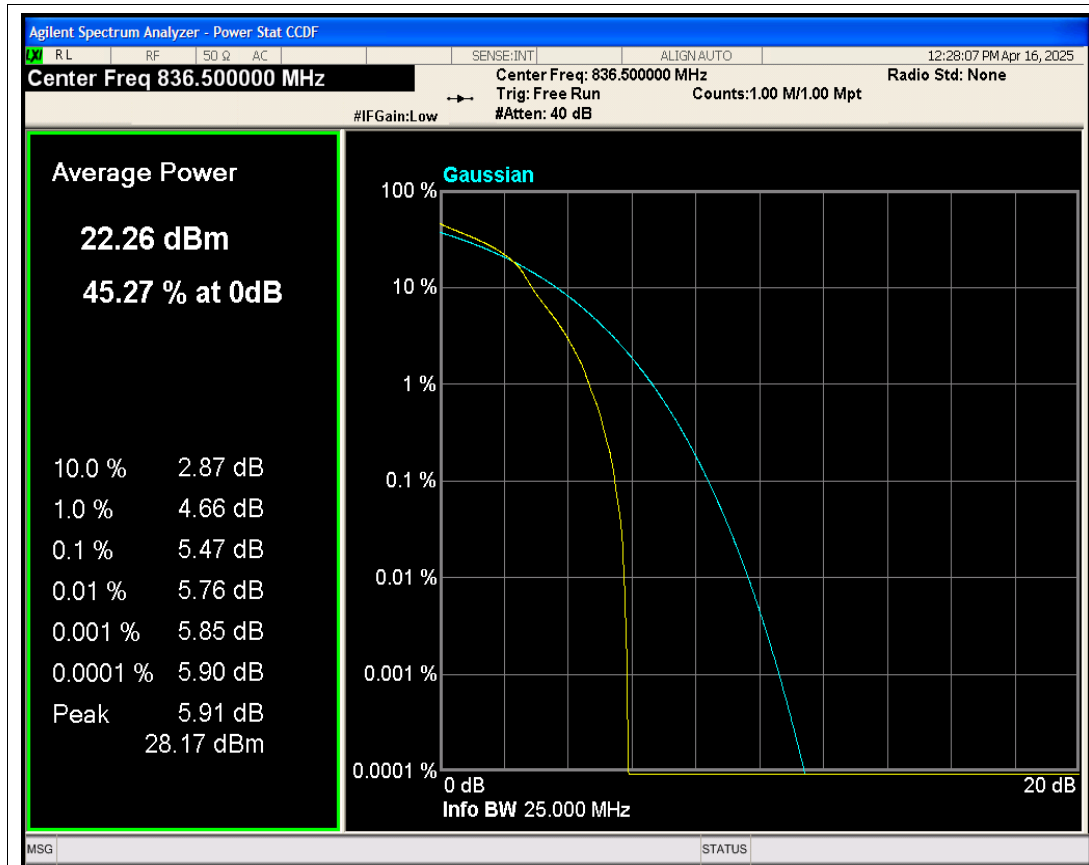 Agilent Spectrum Analyzer - Power Stat CCDF
LXI RL RF 50 Ω AC SENSE:INT ALIGN AUTO 12:28:07 PM Apr 16, 2025
Center Freq 836.500000 MHz
Center Freq: 836.500000 MHz Radio Std: None
Trig: Free Run Counts:1.00 M/1.00 Mpt
#IFGain:Low #Atten: 40 dB
Average Power
22.26 dBm
45.27 % at 0dB
10.0 % 2.87 dB
1.0 % 4.66 dB
0.1 % 5.47 dB
0.01 % 5.76 dB
0.001 % 5.85 dB
0.0001 % 5.90 dB
Peak 5.91 dB
28.17 dBm
Gaussian
100 %
10 %
1 %
0.1 %
0.01 %
0.001 %
0.0001 %
0 dB 20 dB
Info BW 25.000 MHz
MSG STATUS